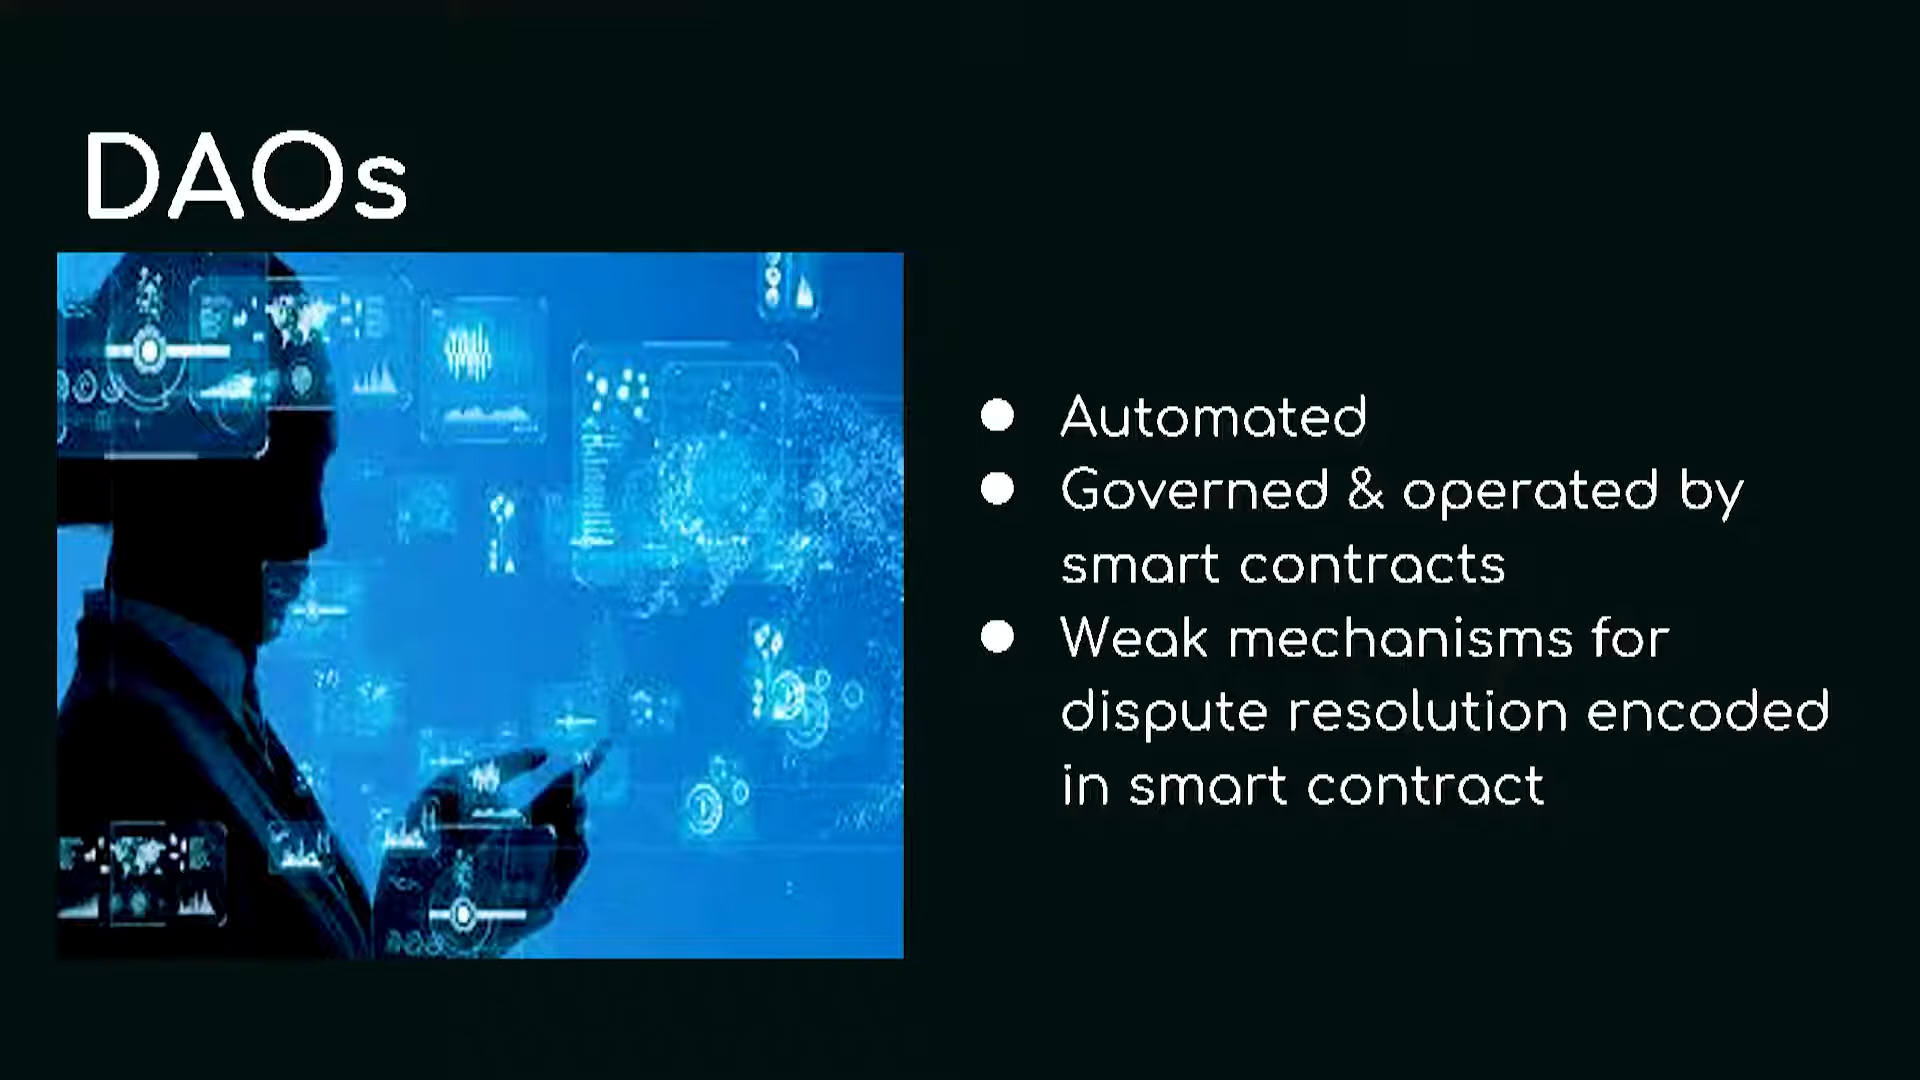 DAOs
Automated
Governed & operated by
smart contracts
Weak mechanisms for
dispute resolution encoded
in smart contract